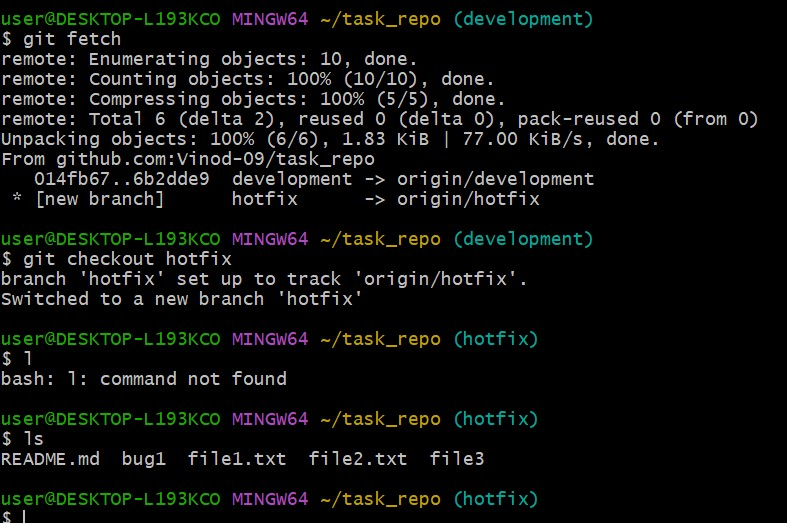 user@DESKTOP-L193KCO MINGW64 ~/task_repo (development)
$ git fetch
remote: Enumerating objects: 10, done.
remote: Counting objects: 100% (10/10), done.
remote: Compressing objects: 100% (5/5), done.
remote: Total 6 (delta 2), reused 0 (delta 0), pack-reused 0 (from 0)
Unpacking objects: 100% (6/6), 1.83 KiB | 77.00 KiB/s, done.
From github.com:Vinod-09/task_repo
   014fb67..6b2dde9  development -> origin/development
 * [new branch]      hotfix      -> origin/hotfix
user@DESKTOP-L193KCO MINGW64 ~/task_repo (development)
$ git checkout hotfix
branch 'hotfix' set up to track 'origin/hotfix'.
Switched to a new branch 'hotfix'
user@DESKTOP-L193KCO MINGW64 ~/task_repo (hotfix)
$ l
bash: l: command not found
user@DESKTOP-L193KCO MINGW64 ~/task_repo (hotfix)
$ ls
README.md  bug1  file1.txt  file2.txt  file3
user@DESKTOP-L193KCO MINGW64 ~/task_repo (hotfix)
$